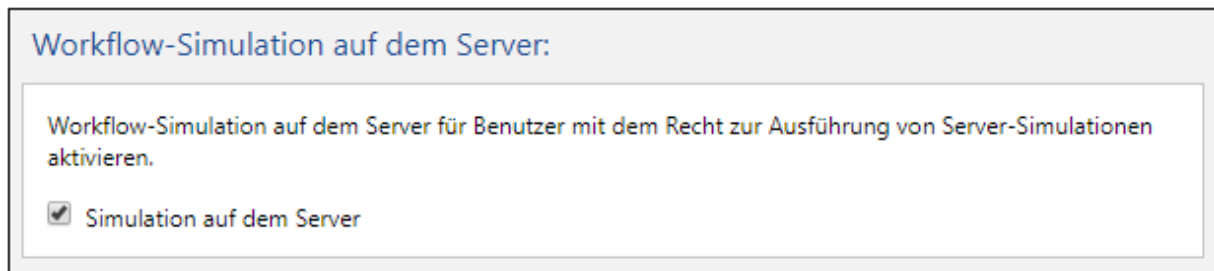 Workflow-Simulation auf dem Server:
Workflow-Simulation auf dem Server für Benutzer mit dem Recht zur Ausführung von Server-Simulationen
aktivieren.
Simulation auf dem Server